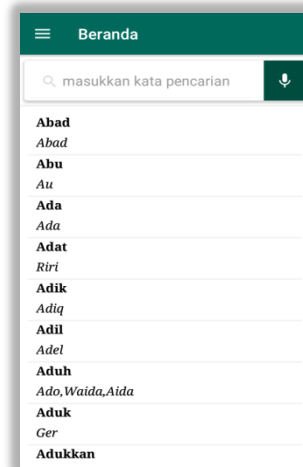 Beranda
masukkan kata pencarian
Abad
Abad
Abu
Au
Ada
Ada
Adat
Riri
Adik
Adiq
Adil
Adel
Aduh
Ado,Waida,Aida
Aduk
Ger
Adukkan